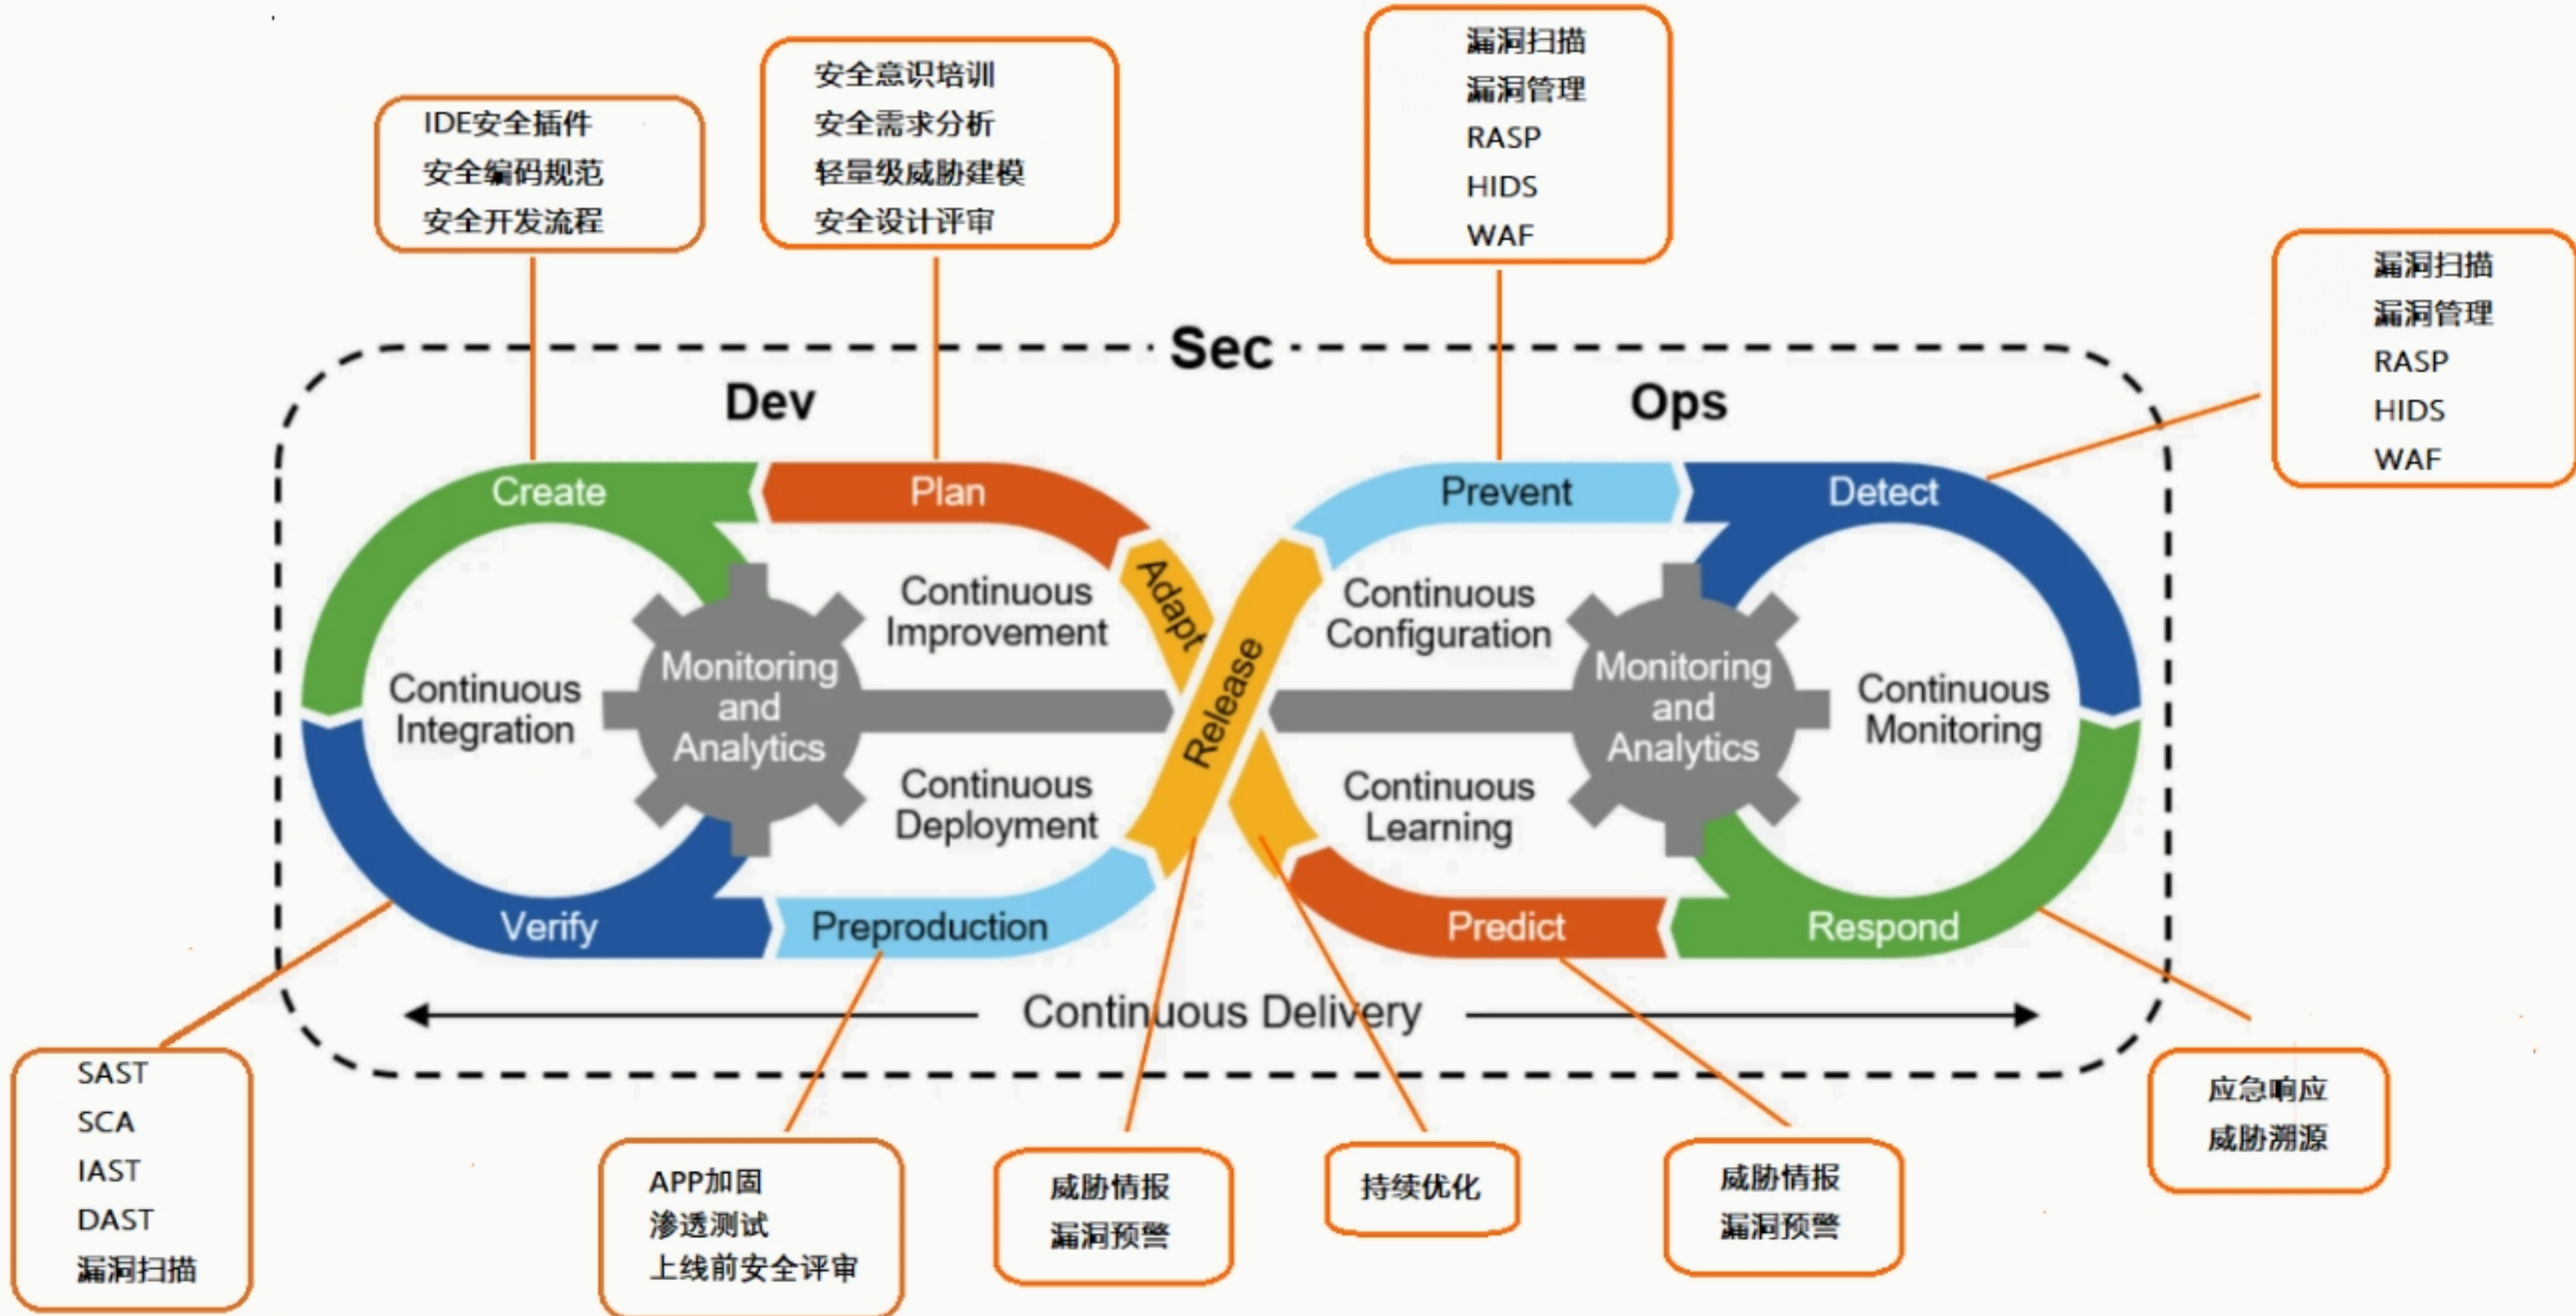 IDE安全插件
安全编码规范
安全开发流程
安全意识培训
安全需求分析
轻量级威胁建模
安全设计评审
漏洞扫描
漏洞管理
RASP
HIDS
WAF
漏洞扫描
漏洞管理
RASP
HIDS
WAF
Sec
Dev
Ops
Create
Plan
Prevent
Detect
Adapt
Release
Continuous
Improvement
Continuous
Configuration
Continuous
Integration
Monitoring
and
Analytics
Monitoring
and
Analytics
Continuous
Monitoring
Continuous
Deployment
Continuous
Learning
Verify
Preproduction
Predict
Respond
Continuous Delivery
SAST
SCA
IAST
DAST
漏洞扫描
APP加固
渗透测试
上线前安全评审
威胁情报
漏洞预警
持续优化
威胁情报
漏洞预警
应急响应
威胁溯源